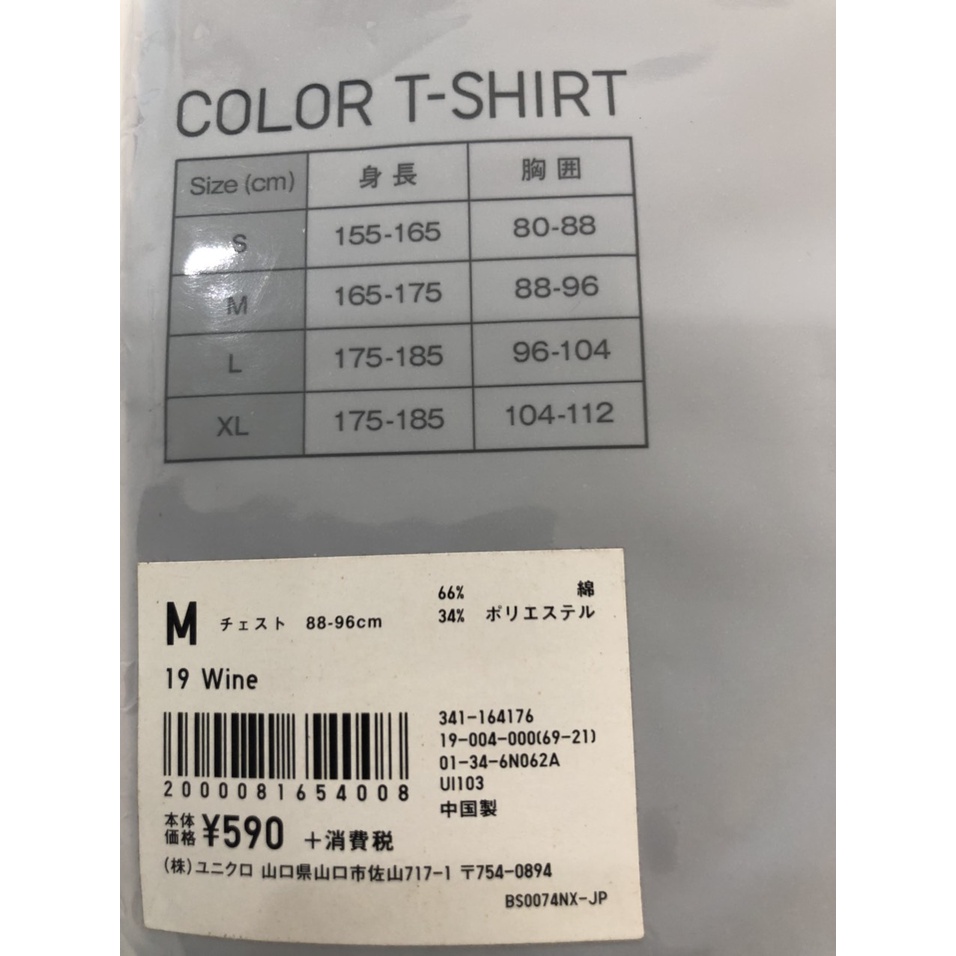 COLOR T-SHIRT
Size (cm) 身長 胸囲
S 155-165 80-88
M 165-175 88-96
L 175-185 96-104
XL 175-185 104-112
66% 綿
M チェスト 88-96cm 34% ポリエステル
19 Wine
341-164176
19-004-000(69-21)
01-34-6N062A
UI103
2000081654008
中国製
本体価格 ¥590 +消費税
(株)ユニクロ 山口県山口市佐山717-1 〒754-0894
BS0074NX-JP